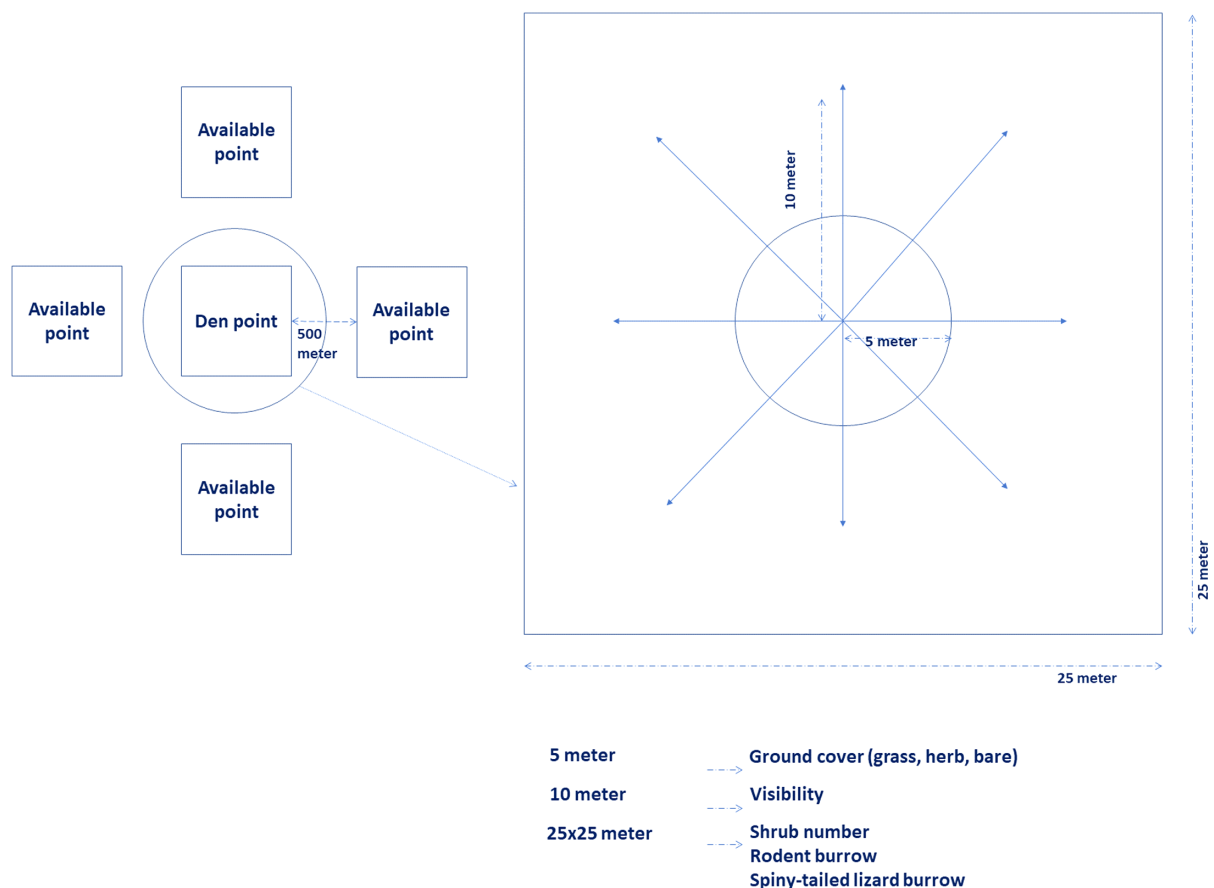 Available
point
Available
point
Den point
500
meter
Available
point
Available
point
10 meter
5 meter
25 meter
25 meter
5 meter
Ground cover (grass, herb, bare)
10 meter
Visibility
25x25 meter
Shrub number
Rodent burrow
Spiny-tailed lizard burrow